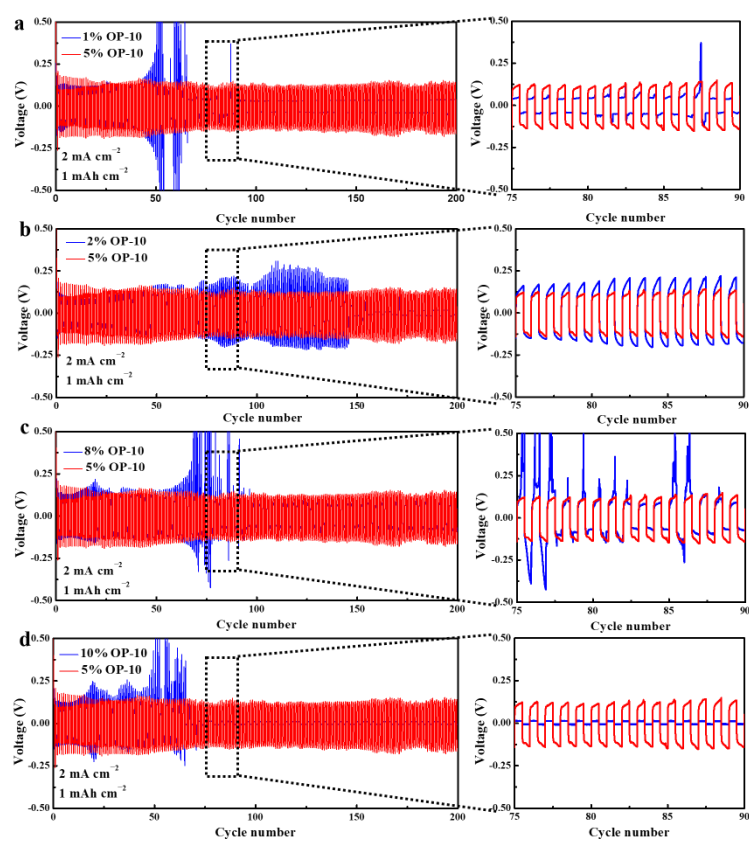 a
0.50
0.25
0.00
-0.25
-0.50
Voltage (V)
1% OP-10
5% OP-10
2 mA cm⁻²
1 mAh cm⁻²
0
50
100
150
200
Cycle number
0.50
0.25
0.00
-0.25
-0.50
Voltage (V)
75
80
85
90
Cycle number
b
0.50
0.25
0.00
-0.25
-0.50
Voltage (V)
2% OP-10
5% OP-10
2 mA cm⁻²
1 mAh cm⁻²
0
50
100
150
200
Cycle number
0.50
0.25
0.00
-0.25
-0.50
Voltage (V)
75
80
85
90
Cycle number
c
0.50
0.25
0.00
-0.25
-0.50
Voltage (V)
8% OP-10
5% OP-10
2 mA cm⁻²
1 mAh cm⁻²
0
50
100
150
200
Cycle number
0.50
0.25
0.00
-0.25
-0.50
Voltage (V)
75
80
85
90
Cycle number
d
0.50
0.25
0.00
-0.25
-0.50
Voltage (V)
10% OP-10
5% OP-10
2 mA cm⁻²
1 mAh cm⁻²
0
50
100
150
200
Cycle number
0.50
0.25
0.00
-0.25
-0.50
Voltage (V)
75
80
85
90
Cycle number